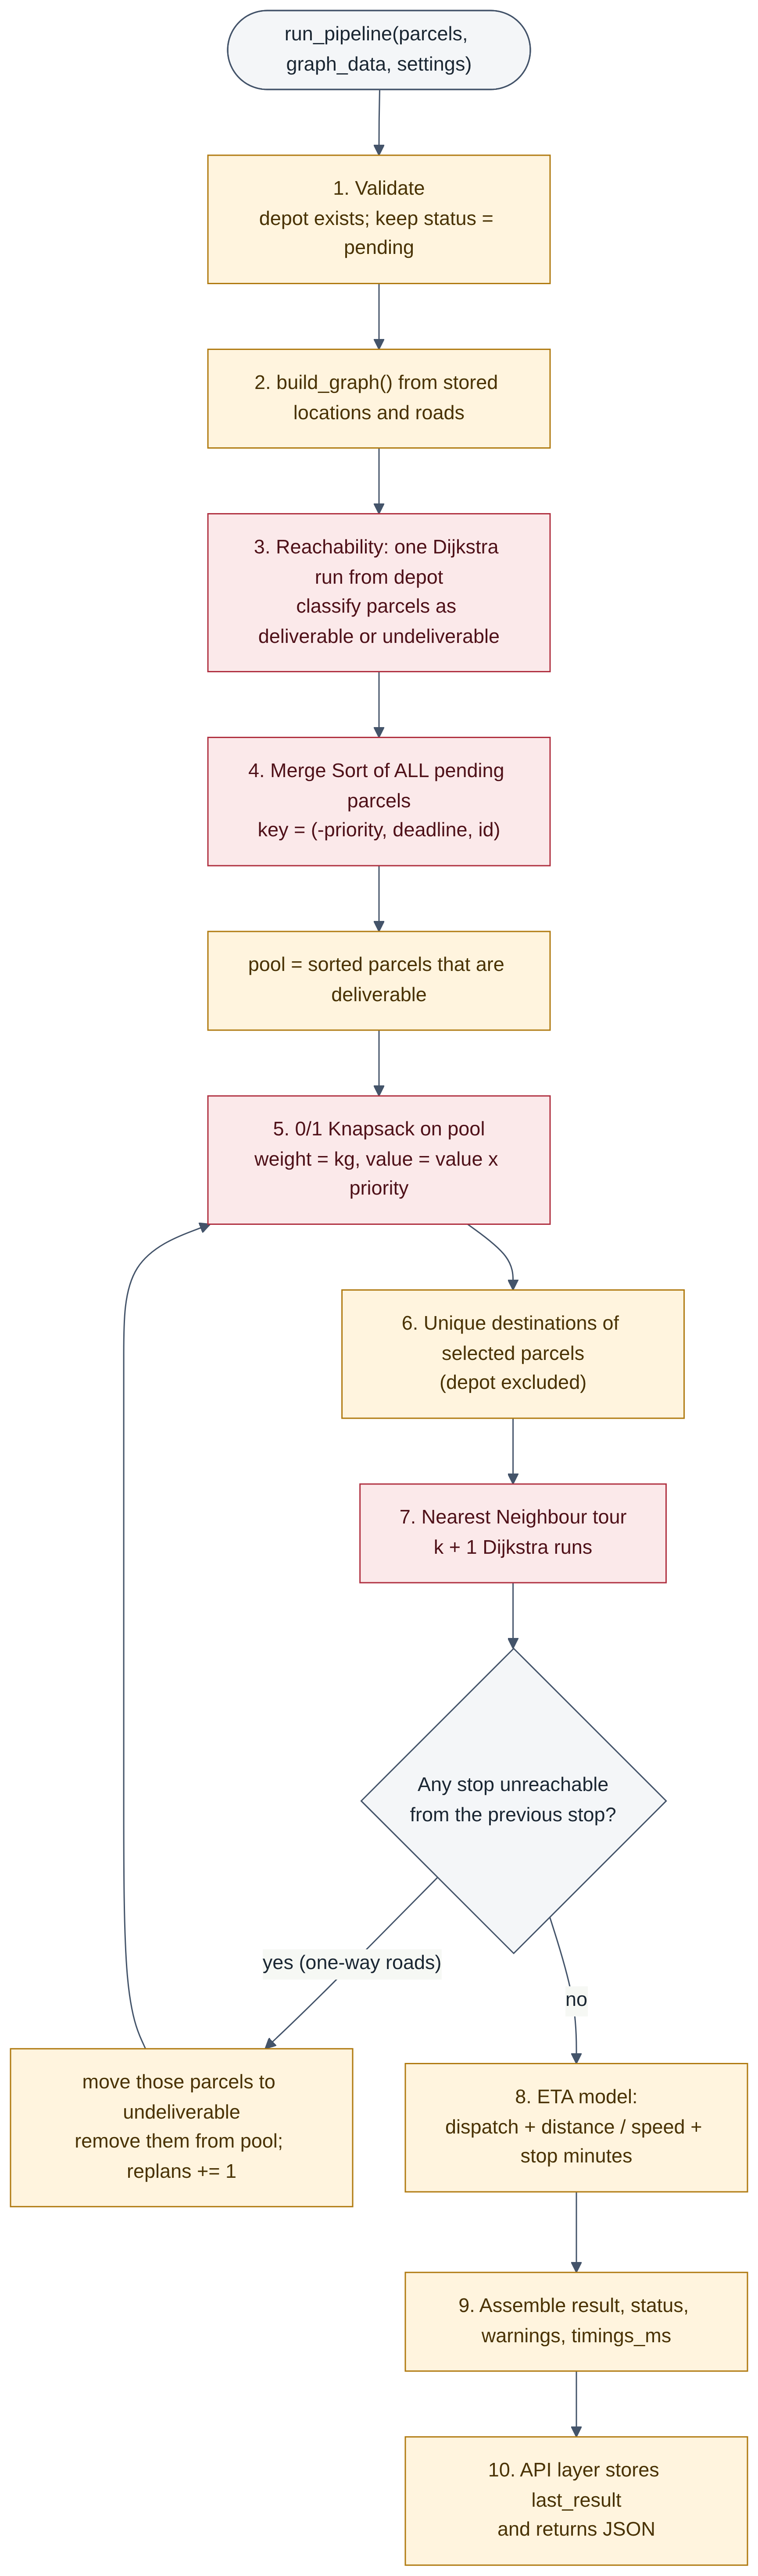 run_pipeline(parcels,
graph_data, settings)
1. Validate
depot exists; keep status =
pending
2. build_graph() from stored
locations and roads
3. Reachability: one Dijkstra
run from depot
classify parcels as
deliverable or undeliverable
4. Merge Sort of ALL pending
parcels
key = (-priority, deadline, id)
pool = sorted parcels that are
deliverable
5. 0/1 Knapsack on pool
weight = kg, value = value x
priority
6. Unique destinations of
selected parcels
(depot excluded)
7. Nearest Neighbour tour
k + 1 Dijkstra runs
Any stop unreachable
from the previous stop?
yes (one-way roads)
no
move those parcels to
undeliverable
remove them from pool;
replans += 1
8. ETA model:
dispatch + distance / speed +
stop minutes
9. Assemble result, status,
warnings, timings_ms
10. API layer stores
last_result
and returns JSON